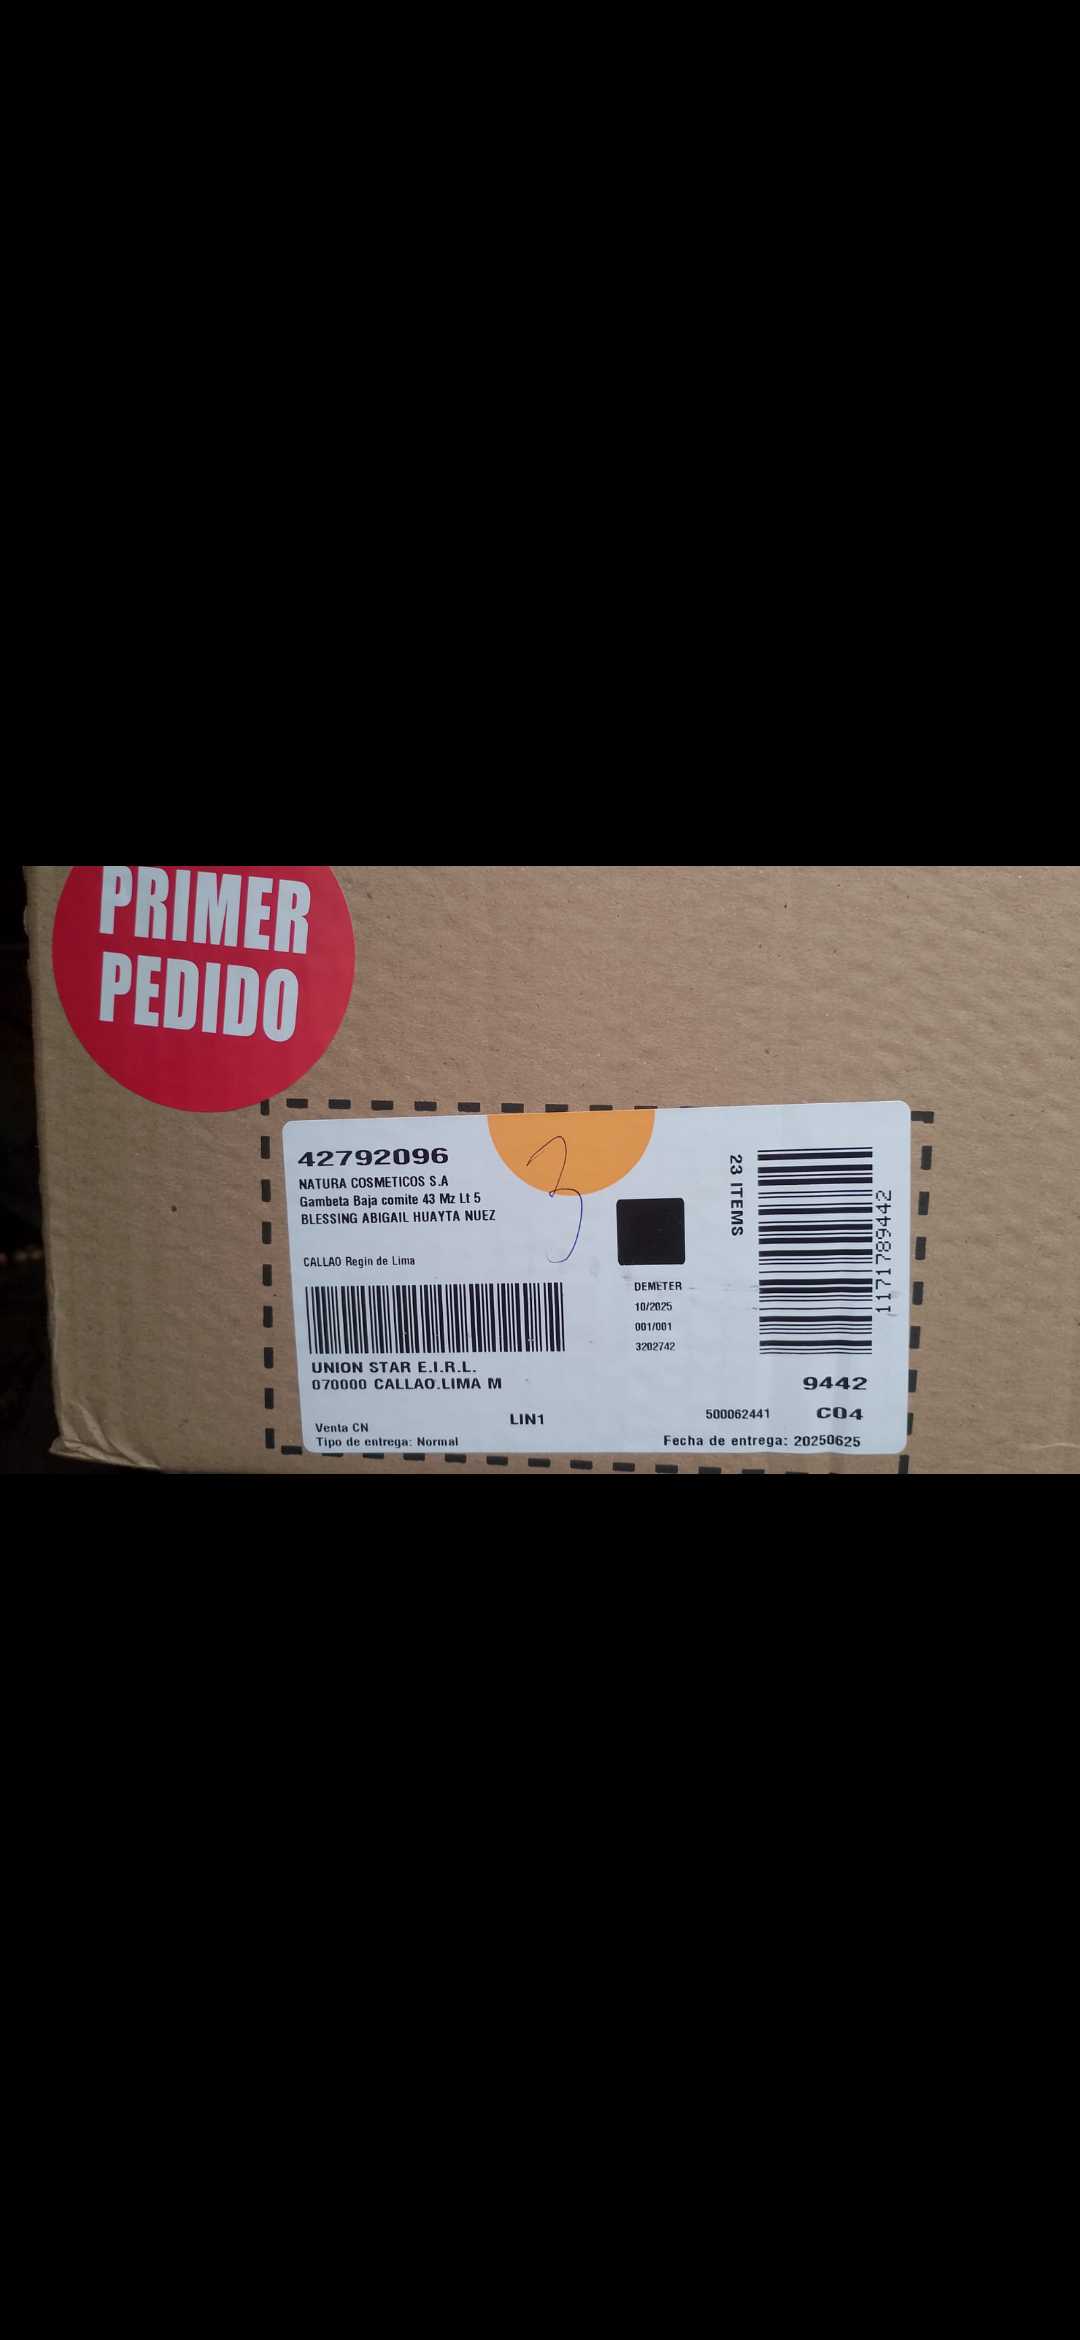 PRIMER
PEDIDO
42792096
NATURA COSMETICOS S.A
Gambeta Baja comite 43 Mz Lt 5
BLESSING ABIGAIL HUAYTA NUEZ
CALLAO Regin de Lima
3
23 ITEMS
1171789442
DEMETER
10/2025
001/001
3202742
UNION STAR E.I.R.L.
070000 CALLAO.LIMA M
9442
500062441
C04
LIN1
Venta CN
Tipo de entrega: Normal
Fecha de entrega: 20250625